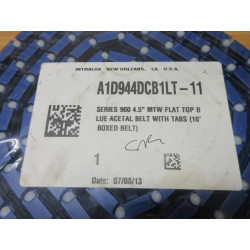 INTRALOX NEW ORLEANS, LA. U.S.A.
A1D944DCB1LT-11
SERIES 900 4.5" MTW FLAT TOP B
LUE ACETAL BELT WITH TABS (10'
BOXED BELT)
1
Date: 07/08/13